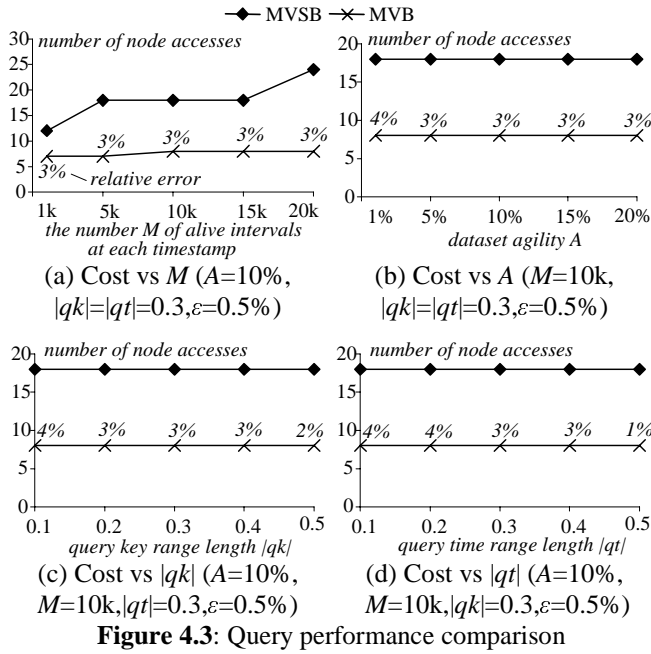 MVSB MVB
number of node accesses
30
25
20
15
10
5
0
3% 3% 3% 3%
3% relative error
1k 5k 10k 15k 20k
the number M of alive intervals
at each timestamp
(a) Cost vs M (A=10%,
|qk|=|qt|=0.3,ε=0.5%)
number of node accesses
20
15
10
5
0
4% 3% 3% 3% 3%
1% 5% 10% 15% 20%
dataset agility A
(b) Cost vs A (M=10k,
|qk|=|qt|=0.3,ε=0.5%)
number of node accesses
20
15
10
5
0
4% 3% 3% 3% 2%
0.1 0.2 0.3 0.4 0.5
query key range length |qk|
(c) Cost vs |qk| (A=10%,
M=10k,|qt|=0.3,ε=0.5%)
number of node accesses
20
15
10
5
0
4% 4% 3% 3% 1%
0.1 0.2 0.3 0.4 0.5
query time range length |qt|
(d) Cost vs |qt| (A=10%,
M=10k,|qk|=0.3,ε=0.5%)
Figure 4.3: Query performance comparison